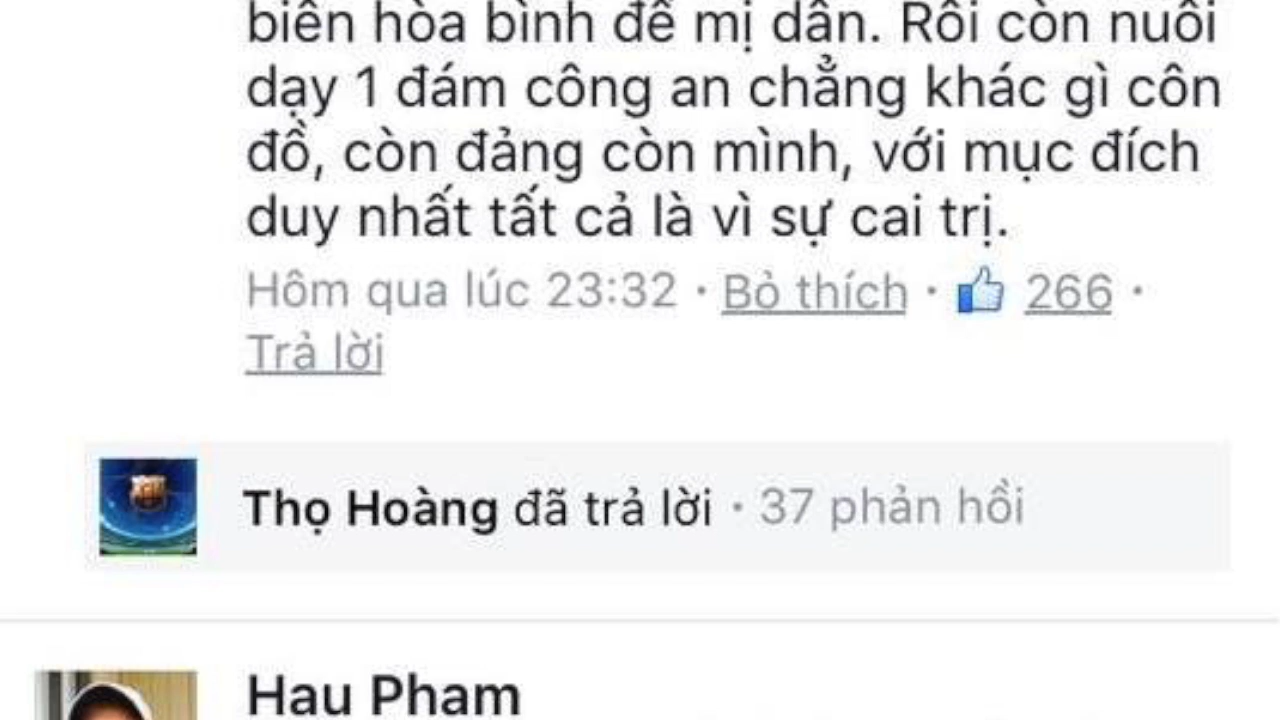 biến hòa bình để mị dân. Rồi còn nuôi
dạy 1 đám công an chẳng khác gì côn
đồ, còn đảng còn mình, với mục đích
duy nhất tất cả là vì sự cai trị.
Hôm qua lúc 23:32 · Bỏ thích · 266 ·
Trả lời
Thọ Hoàng đã trả lời · 37 phản hồi
Hau Pham